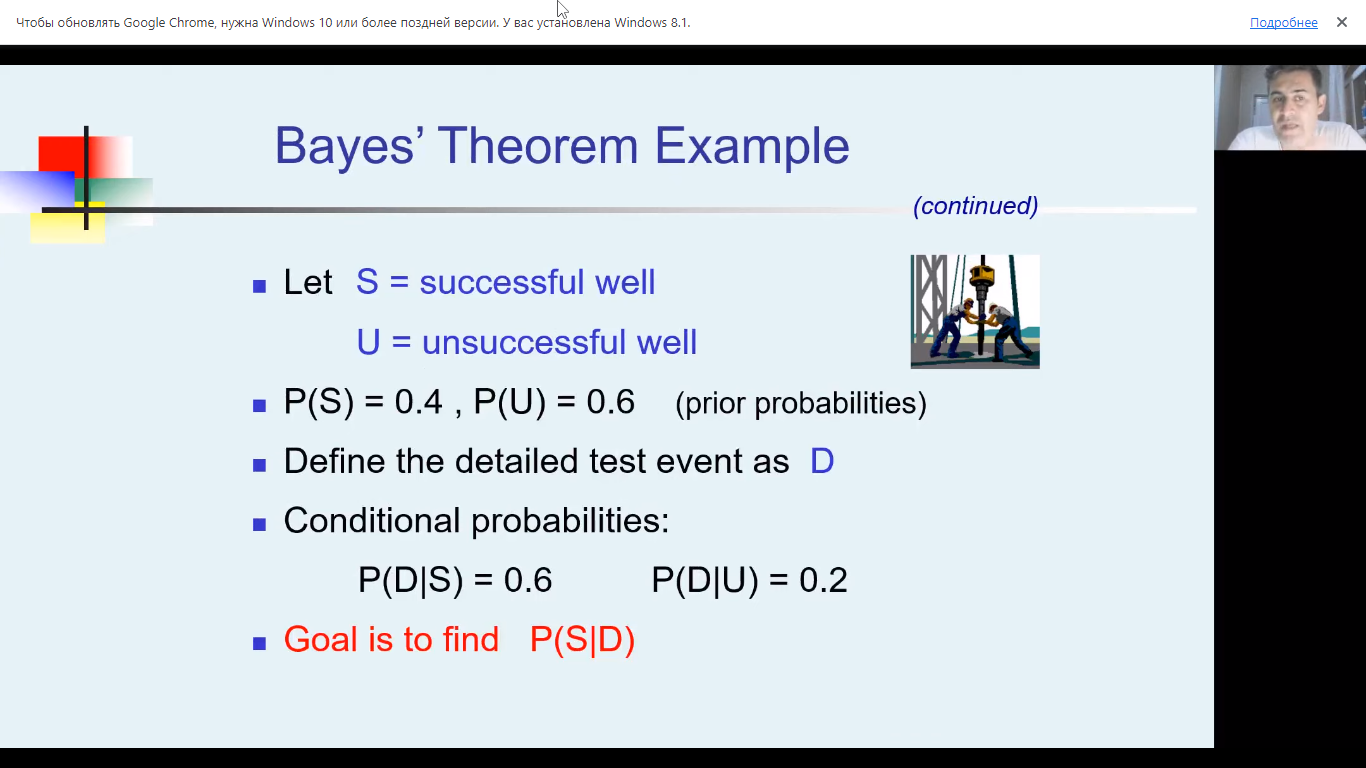 Чтобы обновлять Google Chrome, нужна Windows 10 или более поздней версии. У вас установлена Windows 8.1.
Подробнее
Bayes’ Theorem Example
(continued)
Let S = successful well
U = unsuccessful well
P(S) = 0.4 , P(U) = 0.6 (prior probabilities)
Define the detailed test event as D
Conditional probabilities:
P(D|S) = 0.6 P(D|U) = 0.2
Goal is to find P(S|D)